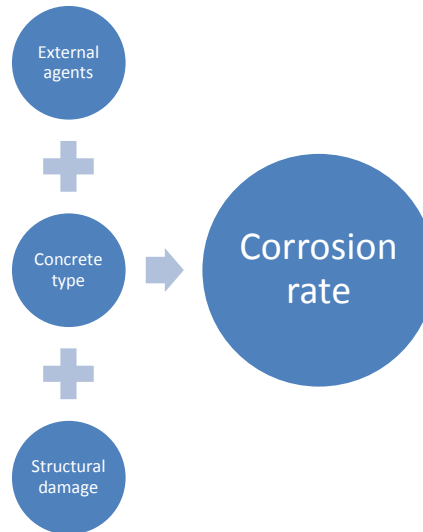 External
agents
Concrete
type
Structural
damage
Corrosion
rate